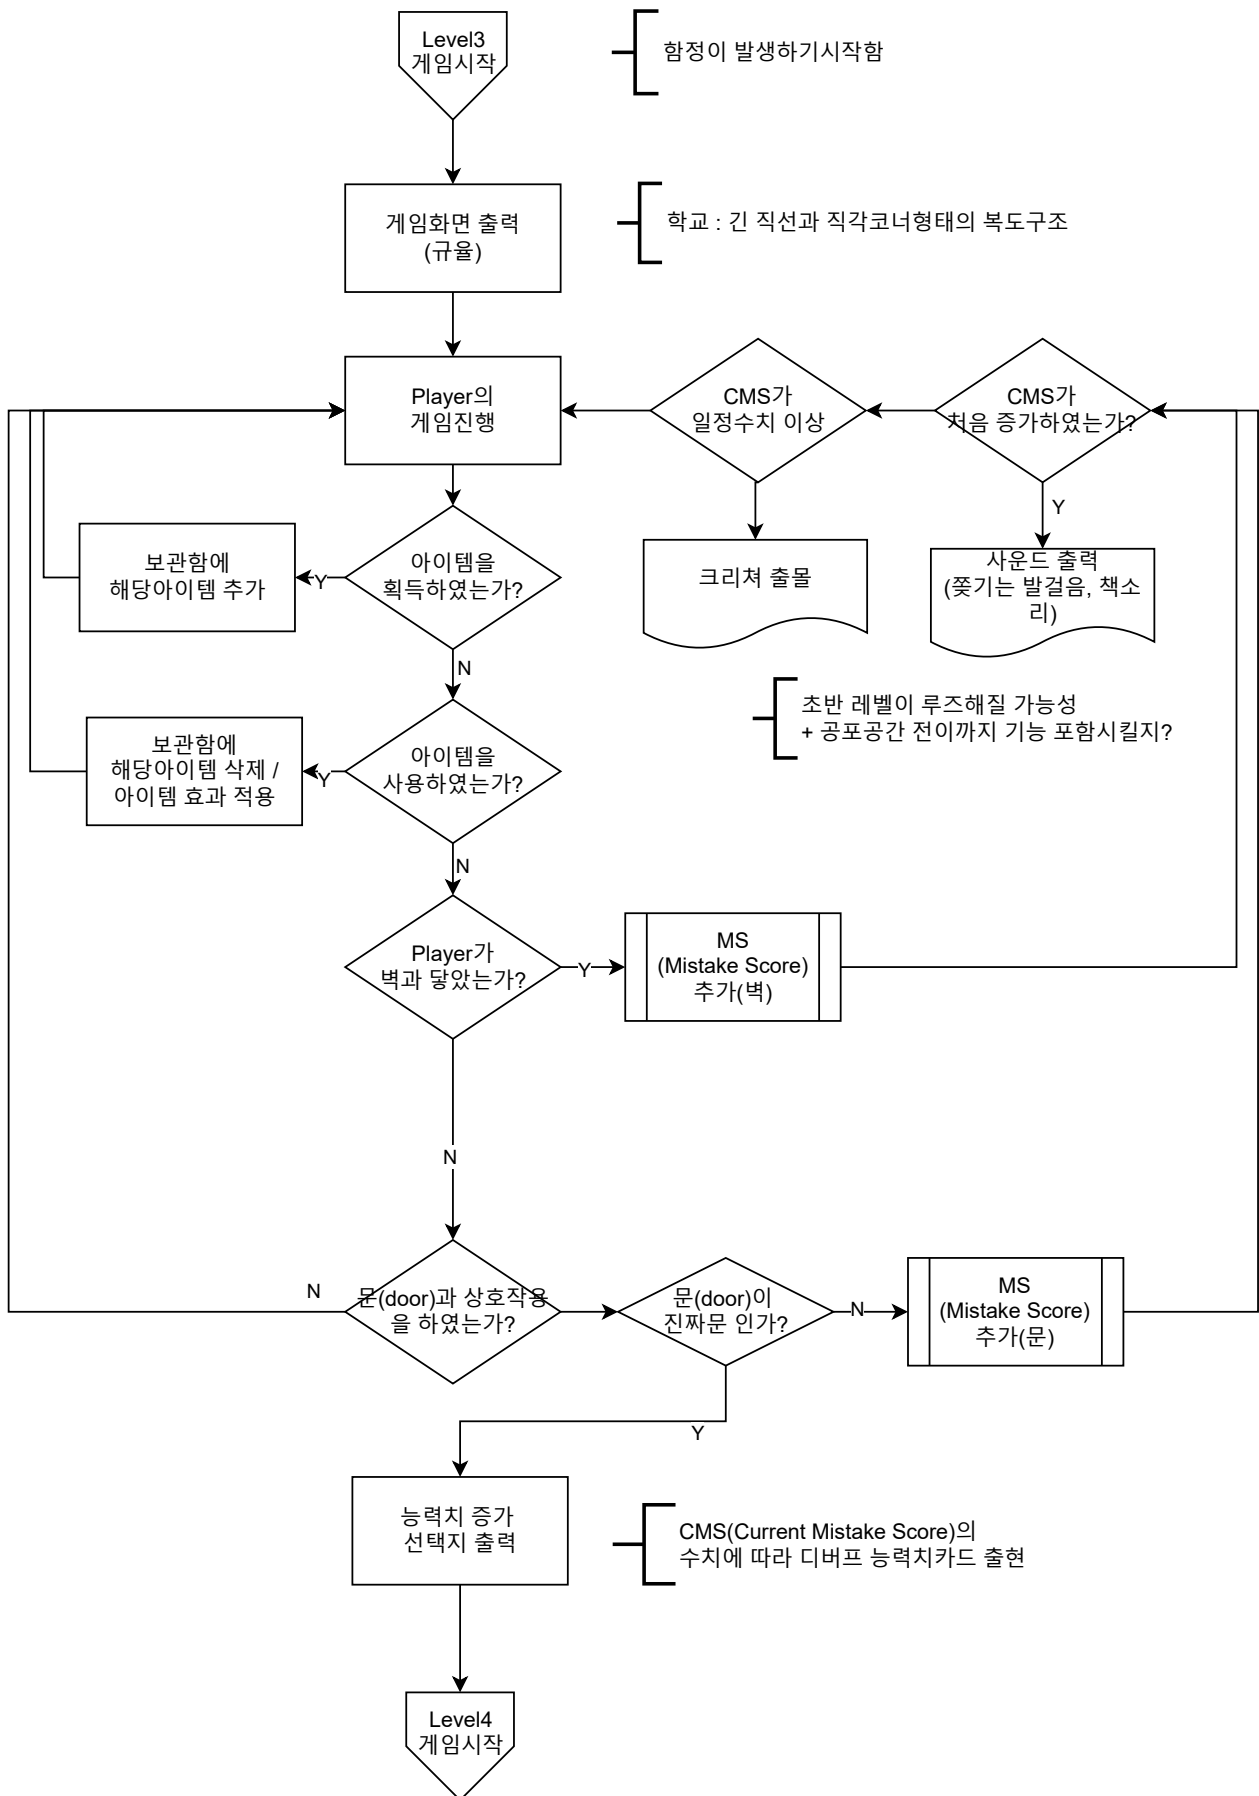 Level3
게임시작
함정이 발생하기시작함
게임화면 출력
(규율)
학교 : 긴 직선과 직각코너형태의 복도구조
Player의
게임진행
CMS가
일정수치 이상
CMS가
처음 증가하였는가?
Y
보관함에
해당아이템 추가
Y
아이템을
획득하였는가?
크리쳐 출몰
사운드 출력
(쫒기는 발걸음, 책소
리)
N
초반 레벨이 루즈해질 가능성
+ 공포공간 전이까지 기능 포함시킬지?
보관함에
해당아이템 삭제 /
아이템 효과 적용
Y
아이템을
사용하였는가?
N
Player가
벽과 닿았는가?
Y
MS
(Mistake Score)
추가(벽)
N
N
문(door)과 상호작용
을 하였는가?
문(door)이
진짜문 인가?
N
MS
(Mistake Score)
추가(문)
Y
능력치 증가
선택지 출력
CMS(Current Mistake Score)의
수치에 따라 디버프 능력치카드 출현
Level4
게임시작